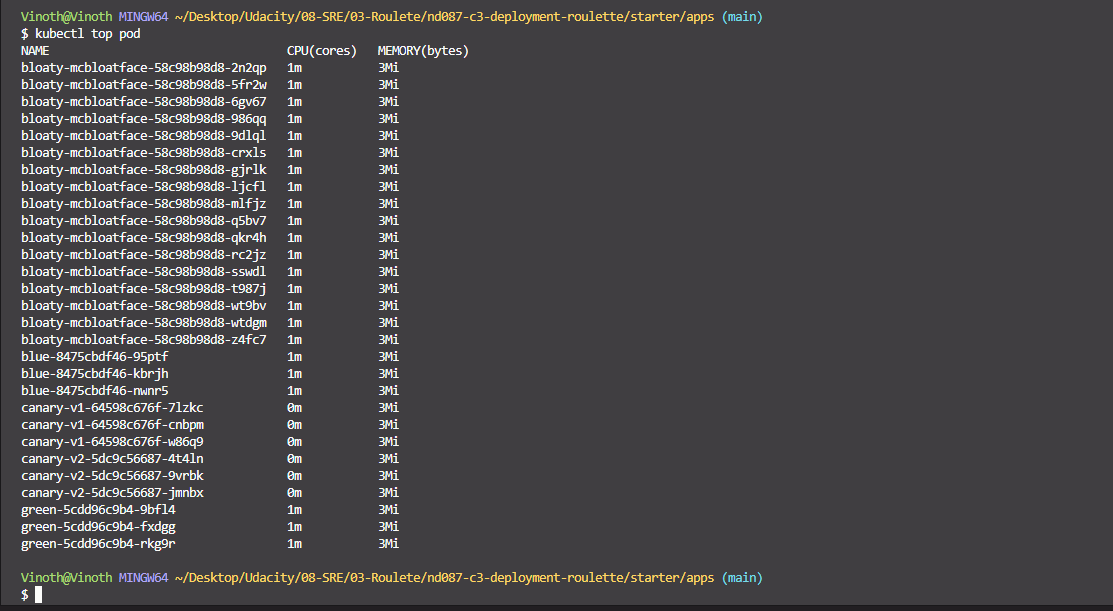 Vinoth@Vinoth MINGW64 ~/Desktop/Udacity/08-SRE/03-Roulete/nd087-c3-deployment-roulette/starter/apps (main)
$ kubectl top pod
NAME CPU(cores) MEMORY(bytes)
bloaty-mcbloatface-58c98b98d8-2n2qp 1m 3Mi
bloaty-mcbloatface-58c98b98d8-5fr2w 1m 3Mi
bloaty-mcbloatface-58c98b98d8-6gv67 1m 3Mi
bloaty-mcbloatface-58c98b98d8-986qq 1m 3Mi
bloaty-mcbloatface-58c98b98d8-9dlql 1m 3Mi
bloaty-mcbloatface-58c98b98d8-crxls 1m 3Mi
bloaty-mcbloatface-58c98b98d8-gjrlk 1m 3Mi
bloaty-mcbloatface-58c98b98d8-ljcfl 1m 3Mi
bloaty-mcbloatface-58c98b98d8-mlfjz 1m 3Mi
bloaty-mcbloatface-58c98b98d8-q5bv7 1m 3Mi
bloaty-mcbloatface-58c98b98d8-qkr4h 1m 3Mi
bloaty-mcbloatface-58c98b98d8-rc2jz 1m 3Mi
bloaty-mcbloatface-58c98b98d8-sswdl 1m 3Mi
bloaty-mcbloatface-58c98b98d8-t987j 1m 3Mi
bloaty-mcbloatface-58c98b98d8-wt9bv 1m 3Mi
bloaty-mcbloatface-58c98b98d8-wtdgm 1m 3Mi
bloaty-mcbloatface-58c98b98d8-z4fc7 1m 3Mi
blue-8475cbdf46-95ptf 1m 3Mi
blue-8475cbdf46-kbrjh 1m 3Mi
blue-8475cbdf46-nwnr5 1m 3Mi
canary-v1-64598c676f-7lzkc 0m 3Mi
canary-v1-64598c676f-cnbpm 0m 3Mi
canary-v1-64598c676f-w86q9 0m 3Mi
canary-v2-5dc9c56687-4t4ln 0m 3Mi
canary-v2-5dc9c56687-9vrbk 0m 3Mi
canary-v2-5dc9c56687-jmnbx 0m 3Mi
green-5cdd96c9b4-9bfl4 1m 3Mi
green-5cdd96c9b4-fxdgg 1m 3Mi
green-5cdd96c9b4-rkg9r 1m 3Mi
Vinoth@Vinoth MINGW64 ~/Desktop/Udacity/08-SRE/03-Roulete/nd087-c3-deployment-roulette/starter/apps (main)
$